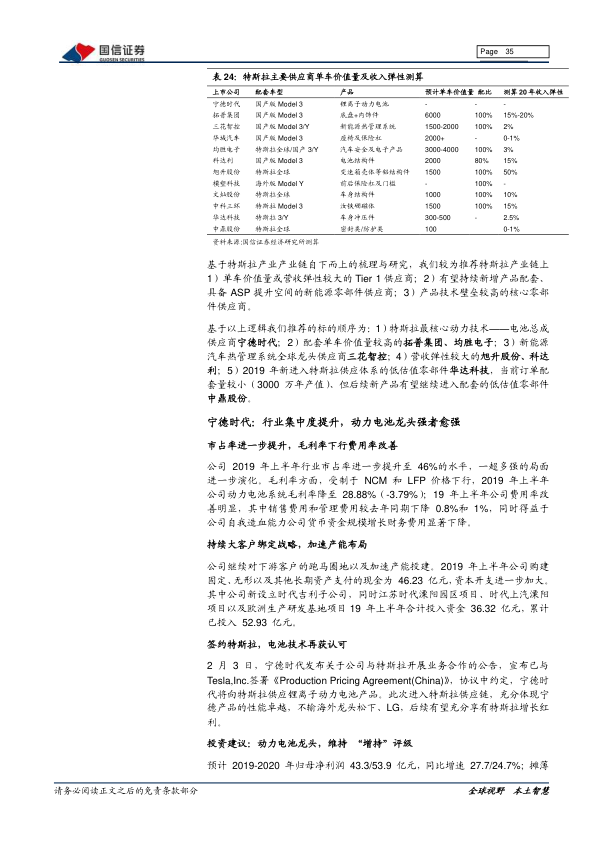 国信证券
GUOSEN SECURITIES
Page 35
表 24：特斯拉主要供应商单车价值量及收入弹性测算
上市公司 配套车型 产品 预计单车价值量 配比 测算 20 年收入弹性
宁德时代 国产版 Model 3 锂离子动力电池 - - -
拓普集团 国产版 Model 3 底盘+内饰件 6000 100% 15%-20%
三花智控 国产版 Model 3/Y 新能源热管理系统 1500-2000 100% 2%
华域汽车 国产版 Model 3 座椅及保险杠 2000+ - 0-1%
均胜电子 特斯拉全球/国产 3/Y 汽车安全及电子产品 3000-4000 100% 3%
科达利 国产版 Model 3 电池结构件 2000 80% 15%
旭升股份 特斯拉全球 变速箱壳体等铝结构件 1500 100% 50%
模塑科技 海外版 Model Y 前后保险杠及门槛 - 100% -
文灿股份 特斯拉全球 车身结构件 1000 100% 10%
中科三环 特斯拉 Model 3 汝铁硼磁体 1500 100% 15%
华达科技 特斯拉 3/Y 车身冲压件 300-500 - 2.5%
中鼎股份 特斯拉全球 密封类/防护类 100 0-1%
资料来源:国信证券经济研究所测算
基于特斯拉产业产业链自下而上的梳理与研究，我们较为推荐特斯拉产业链上
1）单车价值量或营收弹性较大的 Tier 1 供应商；2）有望持续新增产品配套、
具备 ASP 提升空间的新能源零部件供应商；3）产品技术壁垒较高的核心零部
件供应商。
基于以上逻辑我们推荐的标的顺序为：1）特斯拉最核心动力技术——电池总成
供应商宁德时代；2）配套单车价值量较高的拓普集团、均胜电子；3）新能源
汽车热管理系统全球龙头供应商三花智控；4）营收弹性较大的旭升股份、科达
利；5）2019 年新进入特斯拉供应体系的低估值零部件华达科技，当前订单配
套量较小（3000 万年产值）、但后续新产品有望继续进入配套的低估值零部件
中鼎股份。
宁德时代：行业集中度提升，动力电池龙头强者愈强
市占率进一步提升，毛利率下行费用率改善
公司 2019 年上半年行业市占率进一步提升至 46%的水平，一超多强的局面
进一步演化。毛利率方面，受制于 NCM 和 LFP 价格下行，2019 年上半年
公司动力电池系统毛利率降至 28.88%（-3.79%）；19 年上半年公司费用率改
善明显，其中销售费用和管理费用较去年同期下降 0.8%和 1%，同时得益于
公司自我造血能力公司货币资金规模增长财务费用显著下降。
持续大客户绑定战略，加速产能布局
公司继续对下游客户的跑马圈地以及加速产能投建。2019 年上半年公司购建
固定、无形以及其他长期资产支付的现金为 46.23 亿元，资本开支进一步加大。
其中公司新设立时代吉利子公司，同时江苏时代溧阳园区项目、时代上汽溧阳
项目以及欧洲生产研发基地项目 19 年上半年合计投入资金 36.32 亿元，累计
已投入 52.93 亿元。
签约特斯拉，电池技术再获认可
2 月 3 日，宁德时代发布关于公司与特斯拉开展业务合作的公告，宣布已与
Tesla,Inc.签署《Production Pricing Agreement(China)》，协议中约定，宁德时
代将向特斯拉供应锂离子动力电池产品。此次进入特斯拉供应链，充分体现宁
德产品的性能卓越，不输海外龙头松下、LG，后续有望充分享有特斯拉增长红
利。
投资建议：动力电池龙头，维持 “增持”评级
预计 2019-2020 年归母净利润 43.3/53.9 亿元，同比增速 27.7/24.7%；摊薄
请务必阅读正文之后的免责条款部分
全球视野 本土智慧